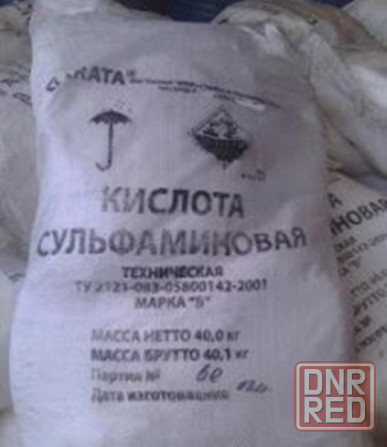 КИСЛОТА
СУЛЬФАМИНОВАЯ
ТЕХНИЧЕСКАЯ
ТУ 2121-083-05800142-2001
МАРКА "Б"
МАССА НЕТТО 40,0 кг
МАССА БРУТТО 40,1 кг
Партия № 60
Дата изготовления
DNR
RED